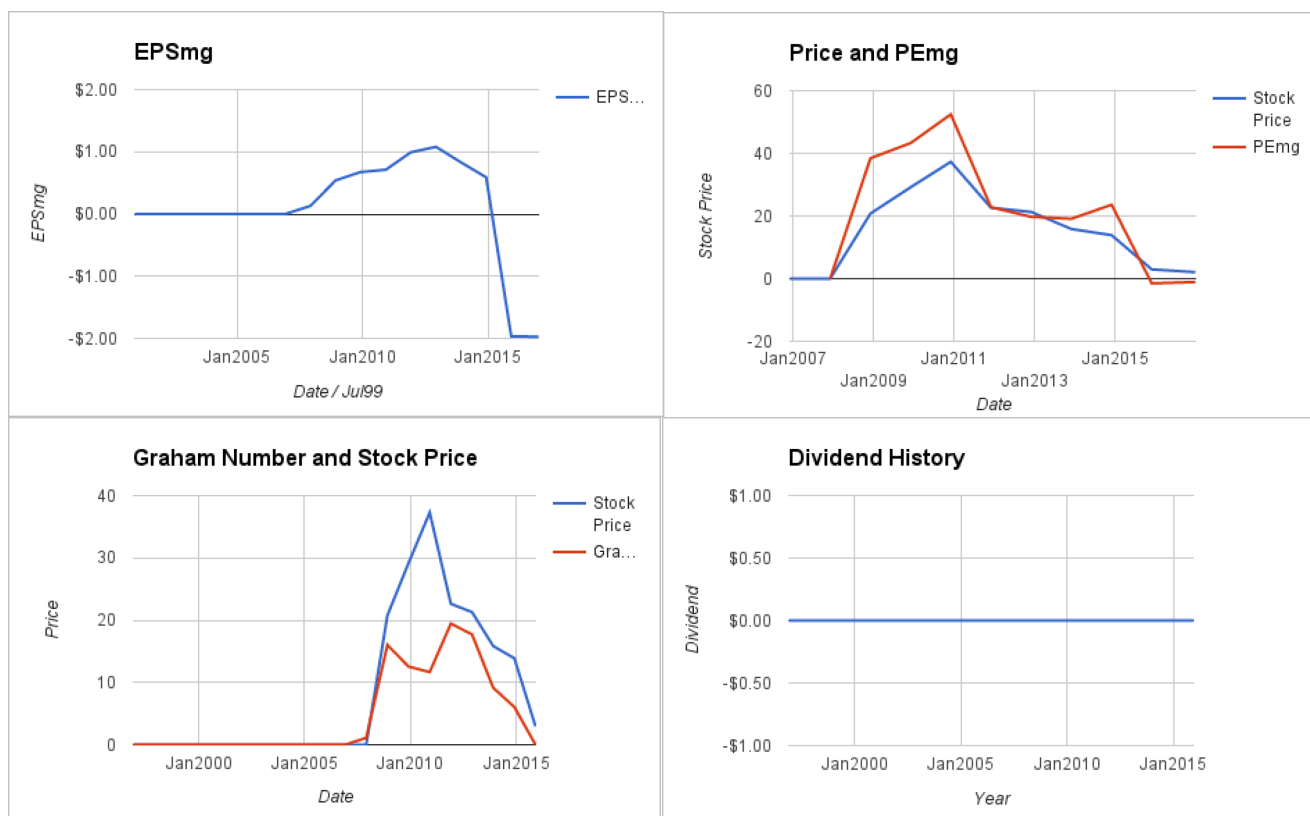 EPSmg
$2.00
$1.00
$0.00
-$1.00
-$2.00
EPSmg
Jan2005 Jan2010 Jan2015
Date / Jul99
EPS…
Price and PEmg
60
40
20
0
-20
Stock Price
Jan2007 Jan2011 Jan2015
Jan2009 Jan2013
Date
Stock
Price
PEmg
Graham Number and Stock Price
40
30
20
10
0
Price
Jan2000 Jan2005 Jan2010 Jan2015
Date
Stock
Price
Gra…
Dividend History
$1.00
$0.50
$0.00
-$0.50
-$1.00
Dividend
Jan2000 Jan2005 Jan2010 Jan2015
Year